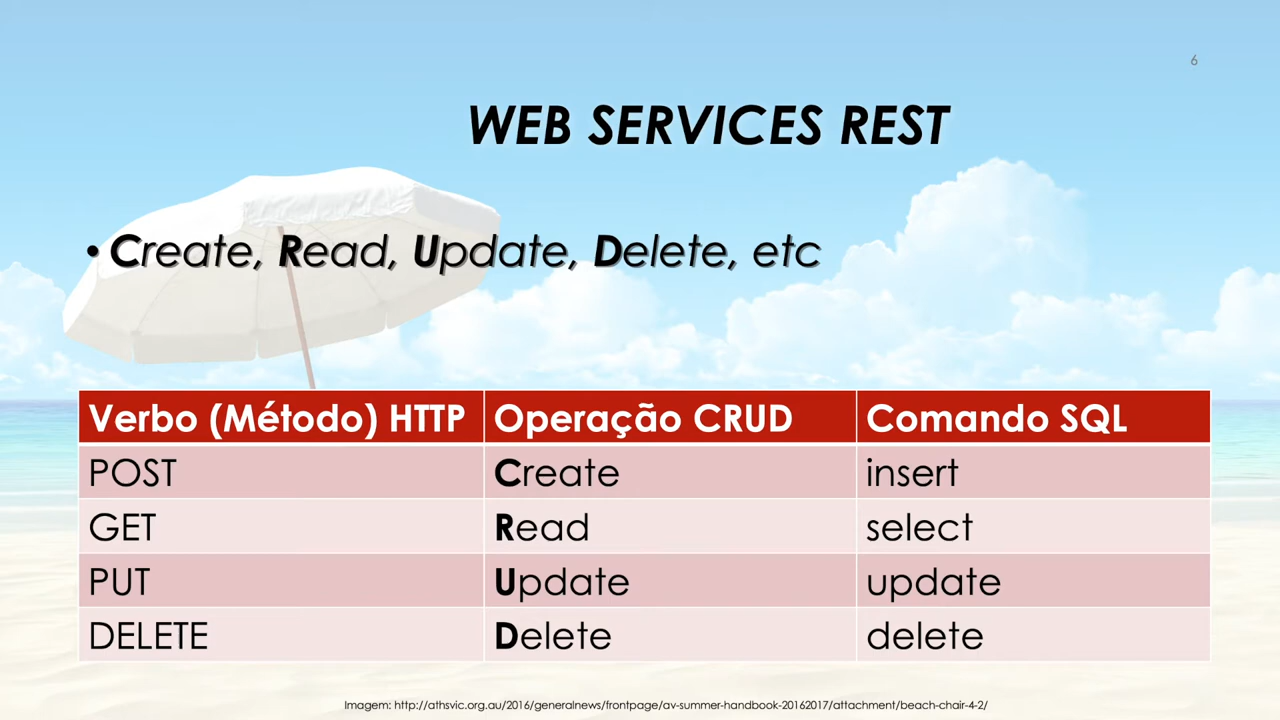 6
WEB SERVICES REST
• Create, Read, Update, Delete, etc
Verbo (Método) HTTP Operação CRUD Comando SQL
POST Create insert
GET Read select
PUT Update update
DELETE Delete delete
Imagem: http://athsvic.org.au/2016/generalnews/frontpage/av-summer-handbook-20162017/attachment/beach-chair-4-2/